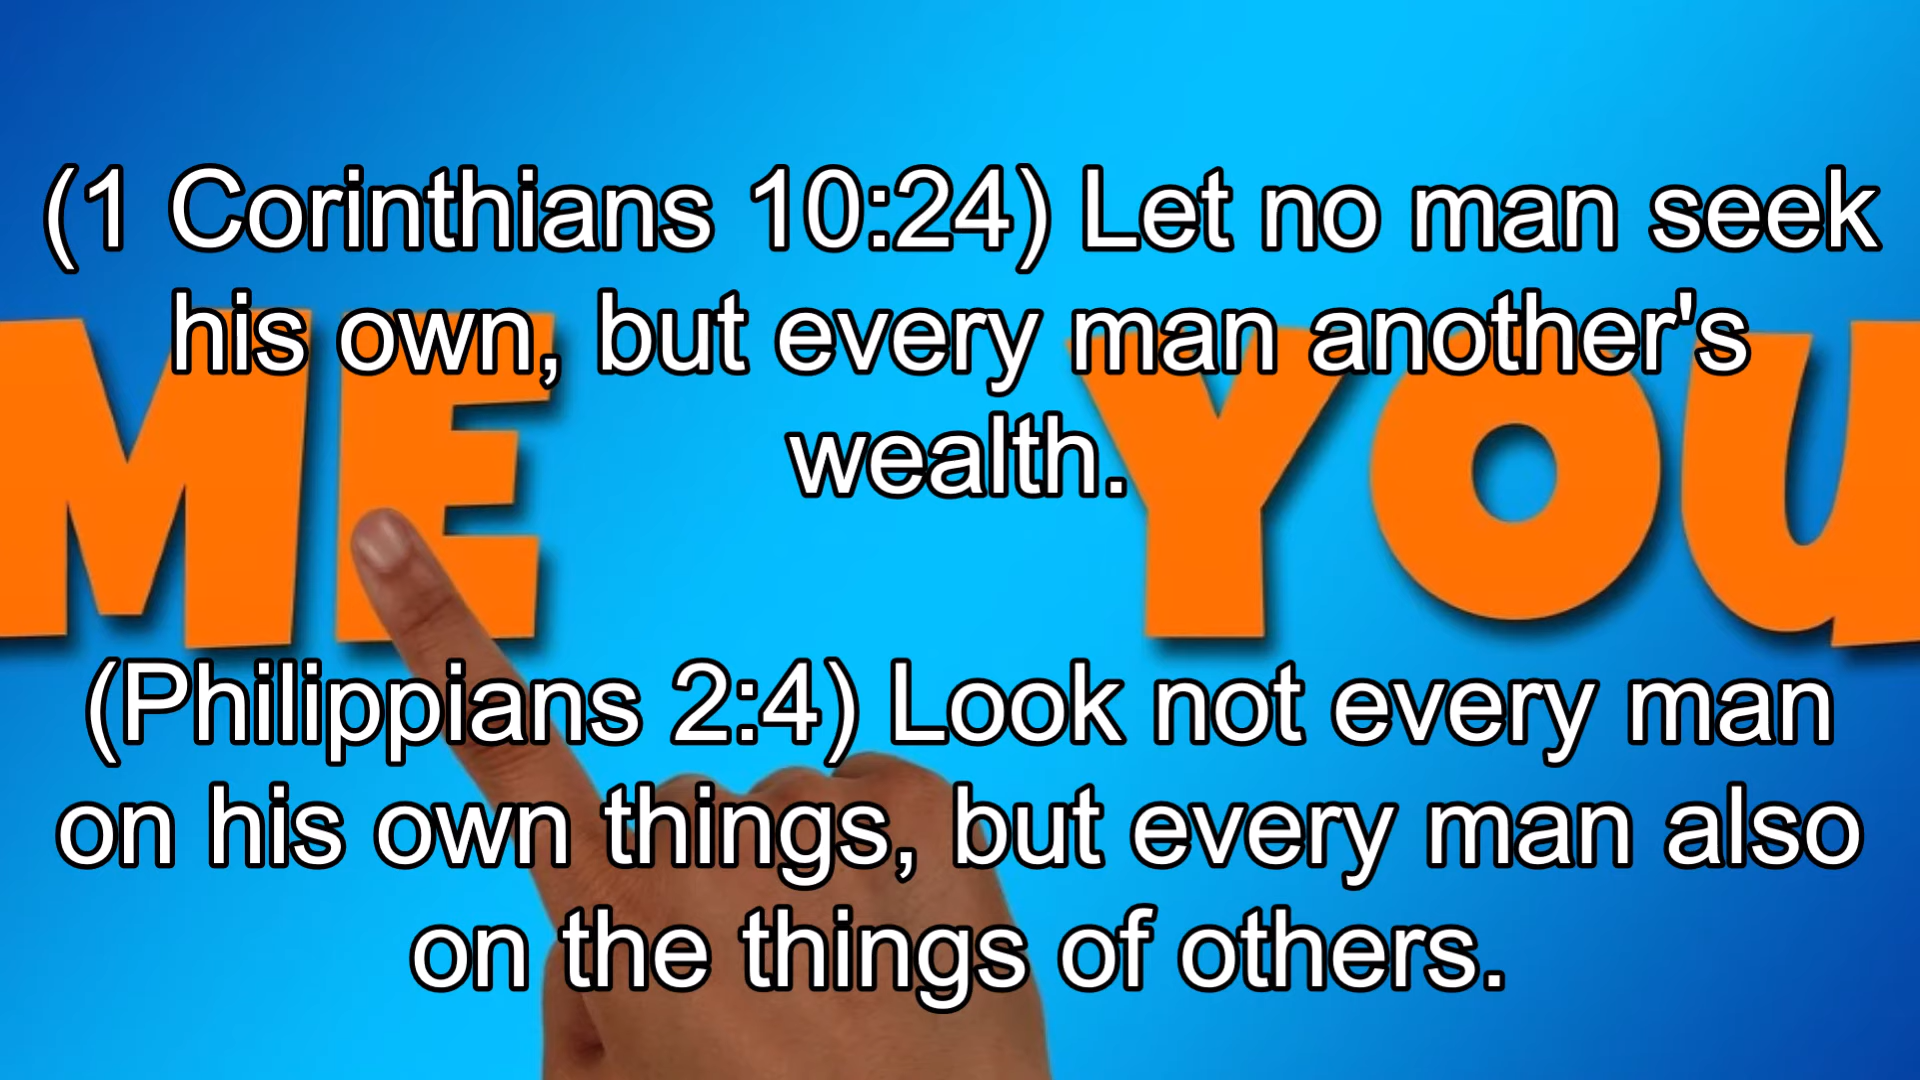 (1 Corinthians 10:24) Let no man seek
his own, but every man another's
wealth.
ME YOU
(Philippians 2:4) Look not every man
on his own things, but every man also
on the things of others.